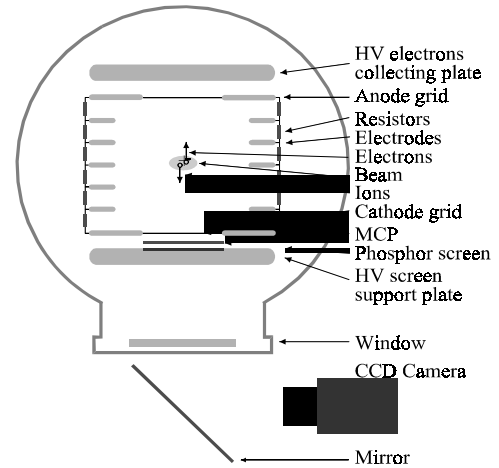 HV electrons
collecting plate
Anode grid
Resistors
Electrodes
Electrons
Beam
Ions
Cathode grid
MCP
Phosphor screen
HV screen
support plate
Window
CCD Camera
Mirror